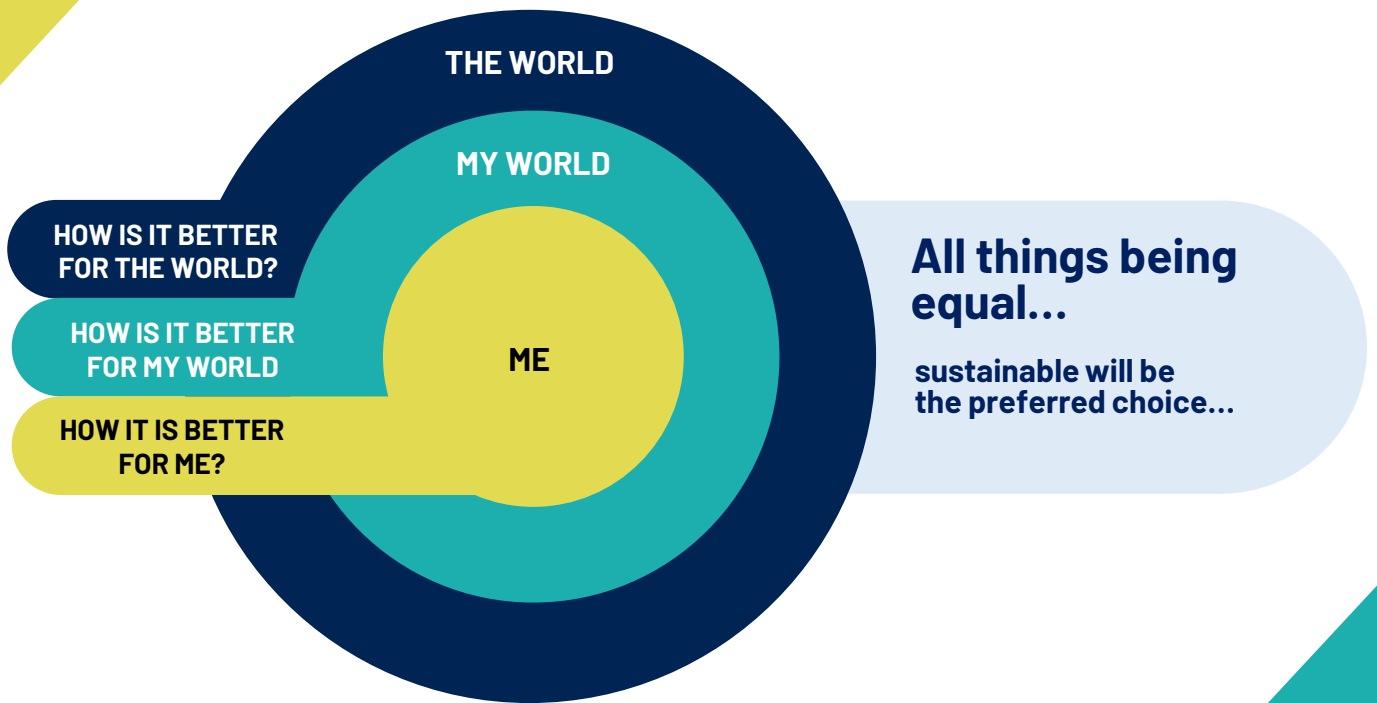 THE WORLD
MY WORLD
ME
HOW IS IT BETTER
FOR THE WORLD?
HOW IS IT BETTER
FOR MY WORLD
HOW IT IS BETTER
FOR ME?
All things being
equal...
sustainable will be
the preferred choice...